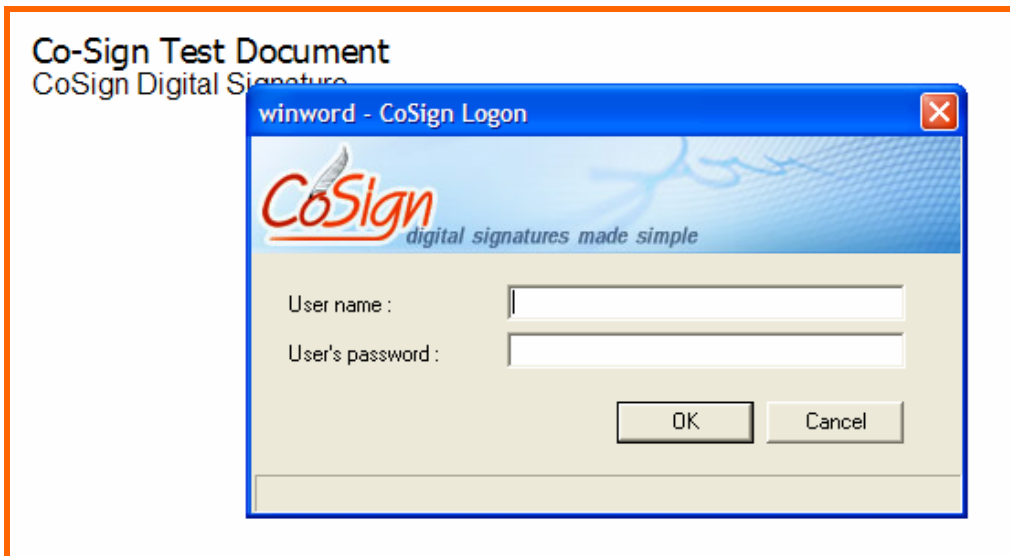 Co-Sign Test Document
CoSign Digital Signature
winword - CoSign Logon
CoSign
digital signatures made simple
User name :
User's password :
OK Cancel